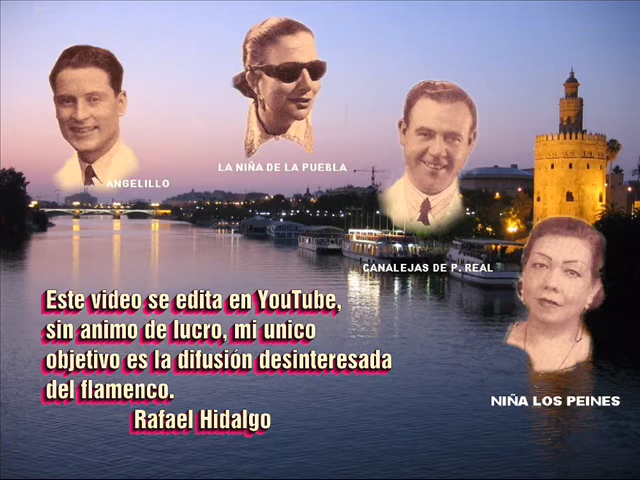 ANGELILLO
LA NIÑA DE LA PUEBLA
CANALEJAS DE P. REAL
NIÑA LOS PEINES
Este video se edita en YouTube,
sin animo de lucro, mi unico
objetivo es la difusión desinteresada
del flamenco.
Rafael Hidalgo